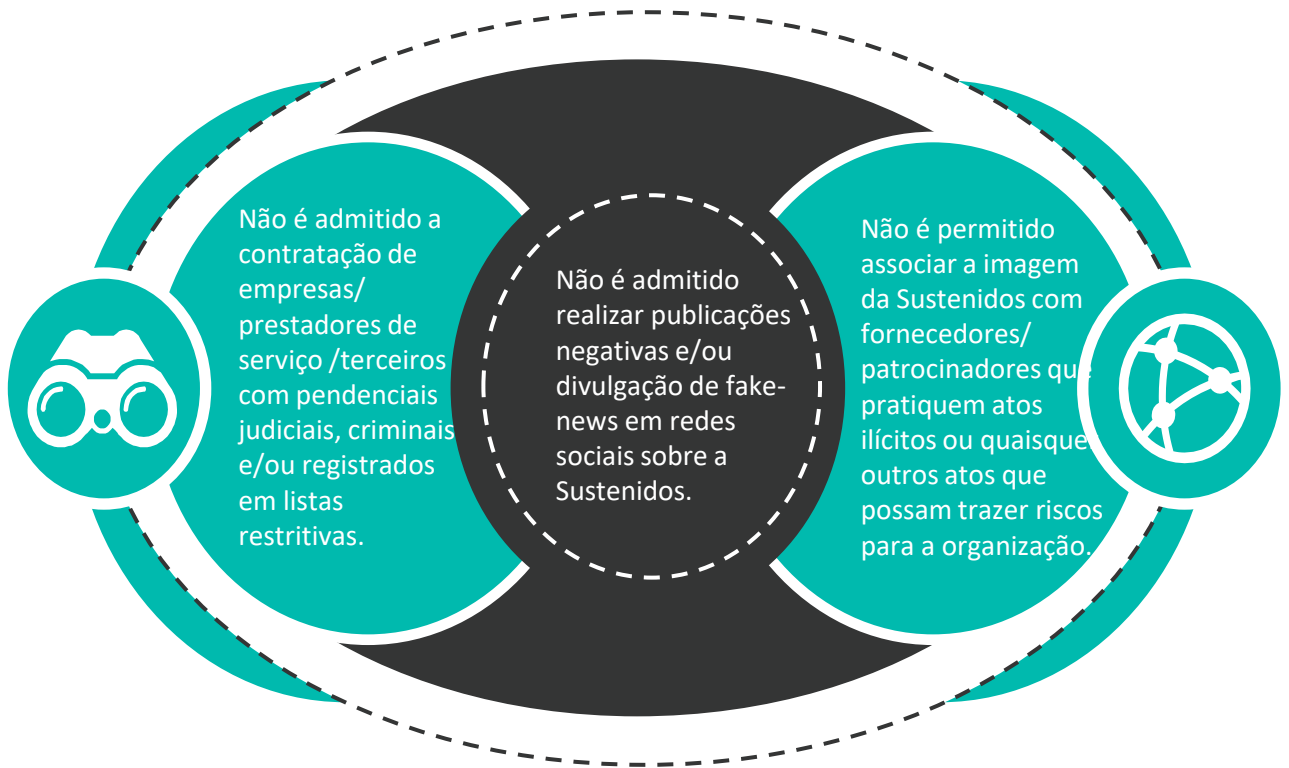 Não é admitido a
contratação de
empresas/
prestadores de
serviço /terceiros
com pendenciais
judiciais, criminais
e/ou registrados
em listas
restritivas.
Não é admitido
realizar publicações
negativas e/ou
divulgação de fake-
news em redes
sociais sobre a
Sustenidos.
Não é permitido
associar a imagem
da Sustenidos com
fornecedores/
patrocinadores que
pratiquem atos
ilícitos ou quaisque
outros atos que
possam trazer riscos
para a organização.